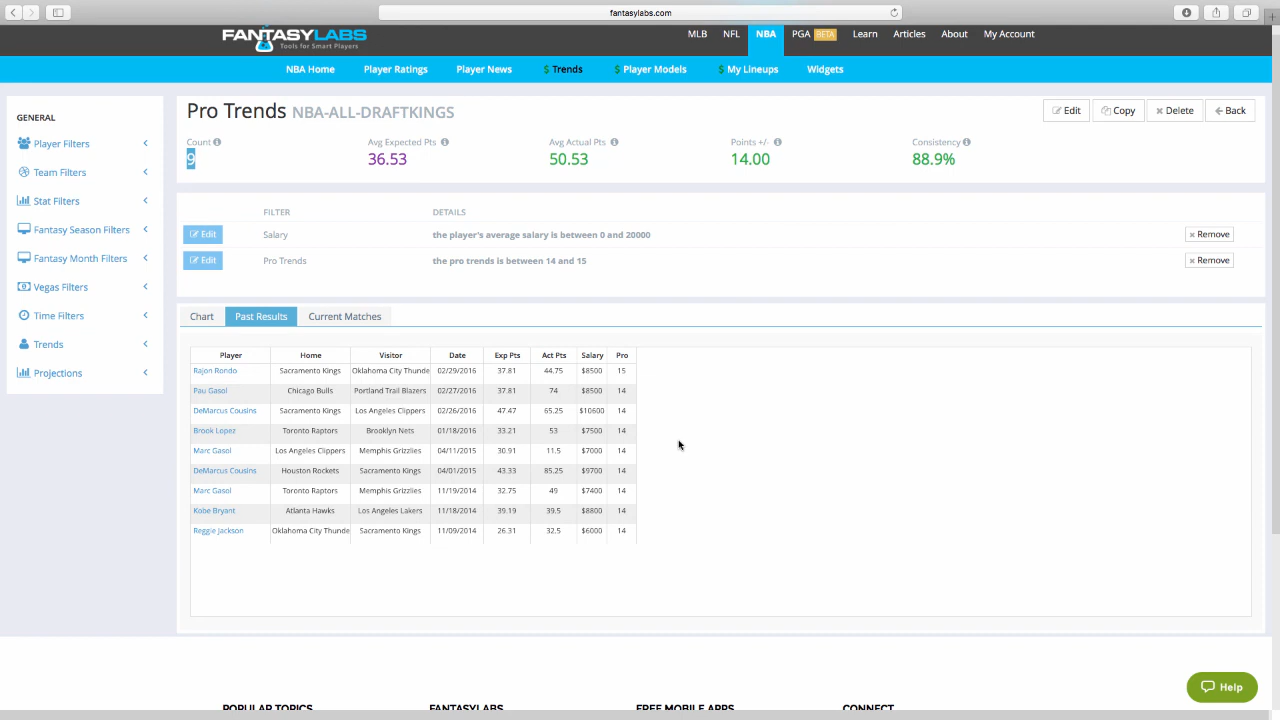 fantasylabs.com
FANTASYLABS
Tools for Smart Players
MLB NFL NBA PGA BETA Learn Articles About My Account
NBA Home Player Ratings Player News $ Trends $ Player Models $ My Lineups Widgets
GENERAL
Player Filters
Team Filters
Stat Filters
Fantasy Season Filters
Fantasy Month Filters
Vegas Filters
Time Filters
Trends
Projections
Pro Trends NBA-ALL-DRAFTKINGS
Edit Copy Delete Back
Count Avg Expected Pts Avg Actual Pts Points +/- Consistency
9 36.53 50.53 14.00 88.9%
FILTER DETAILS
Edit Salary the player's average salary is between 0 and 20000 Remove
Edit Pro Trends the pro trends is between 14 and 15 Remove
Chart Past Results Current Matches
Player Home Visitor Date Exp Pts Act Pts Salary Pro
Rajon Rondo Sacramento Kings Oklahoma City Thunde 02/29/2016 37.81 44.75 $8500 15
Pau Gasol Chicago Bulls Portland Trail Blazers 02/27/2016 37.81 74 $8500 14
DeMarcus Cousins Sacramento Kings Los Angeles Clippers 02/26/2016 47.47 65.25 $10600 14
Brook Lopez Toronto Raptors Brooklyn Nets 01/18/2016 33.21 53 $7500 14
Marc Gasol Los Angeles Clippers Memphis Grizzlies 04/11/2015 30.91 11.5 $7000 14
DeMarcus Cousins Houston Rockets Sacramento Kings 04/01/2015 43.33 85.25 $9700 14
Marc Gasol Toronto Raptors Memphis Grizzlies 11/19/2014 32.75 49 $7400 14
Kobe Bryant Atlanta Hawks Los Angeles Lakers 11/18/2014 39.19 39.5 $8800 14
Reggie Jackson Oklahoma City Thunde Sacramento Kings 11/09/2014 26.31 32.5 $6000 14
Help
POPULAR TOPICS FANTASYLABS FREE MOBILE APPS CONNECT